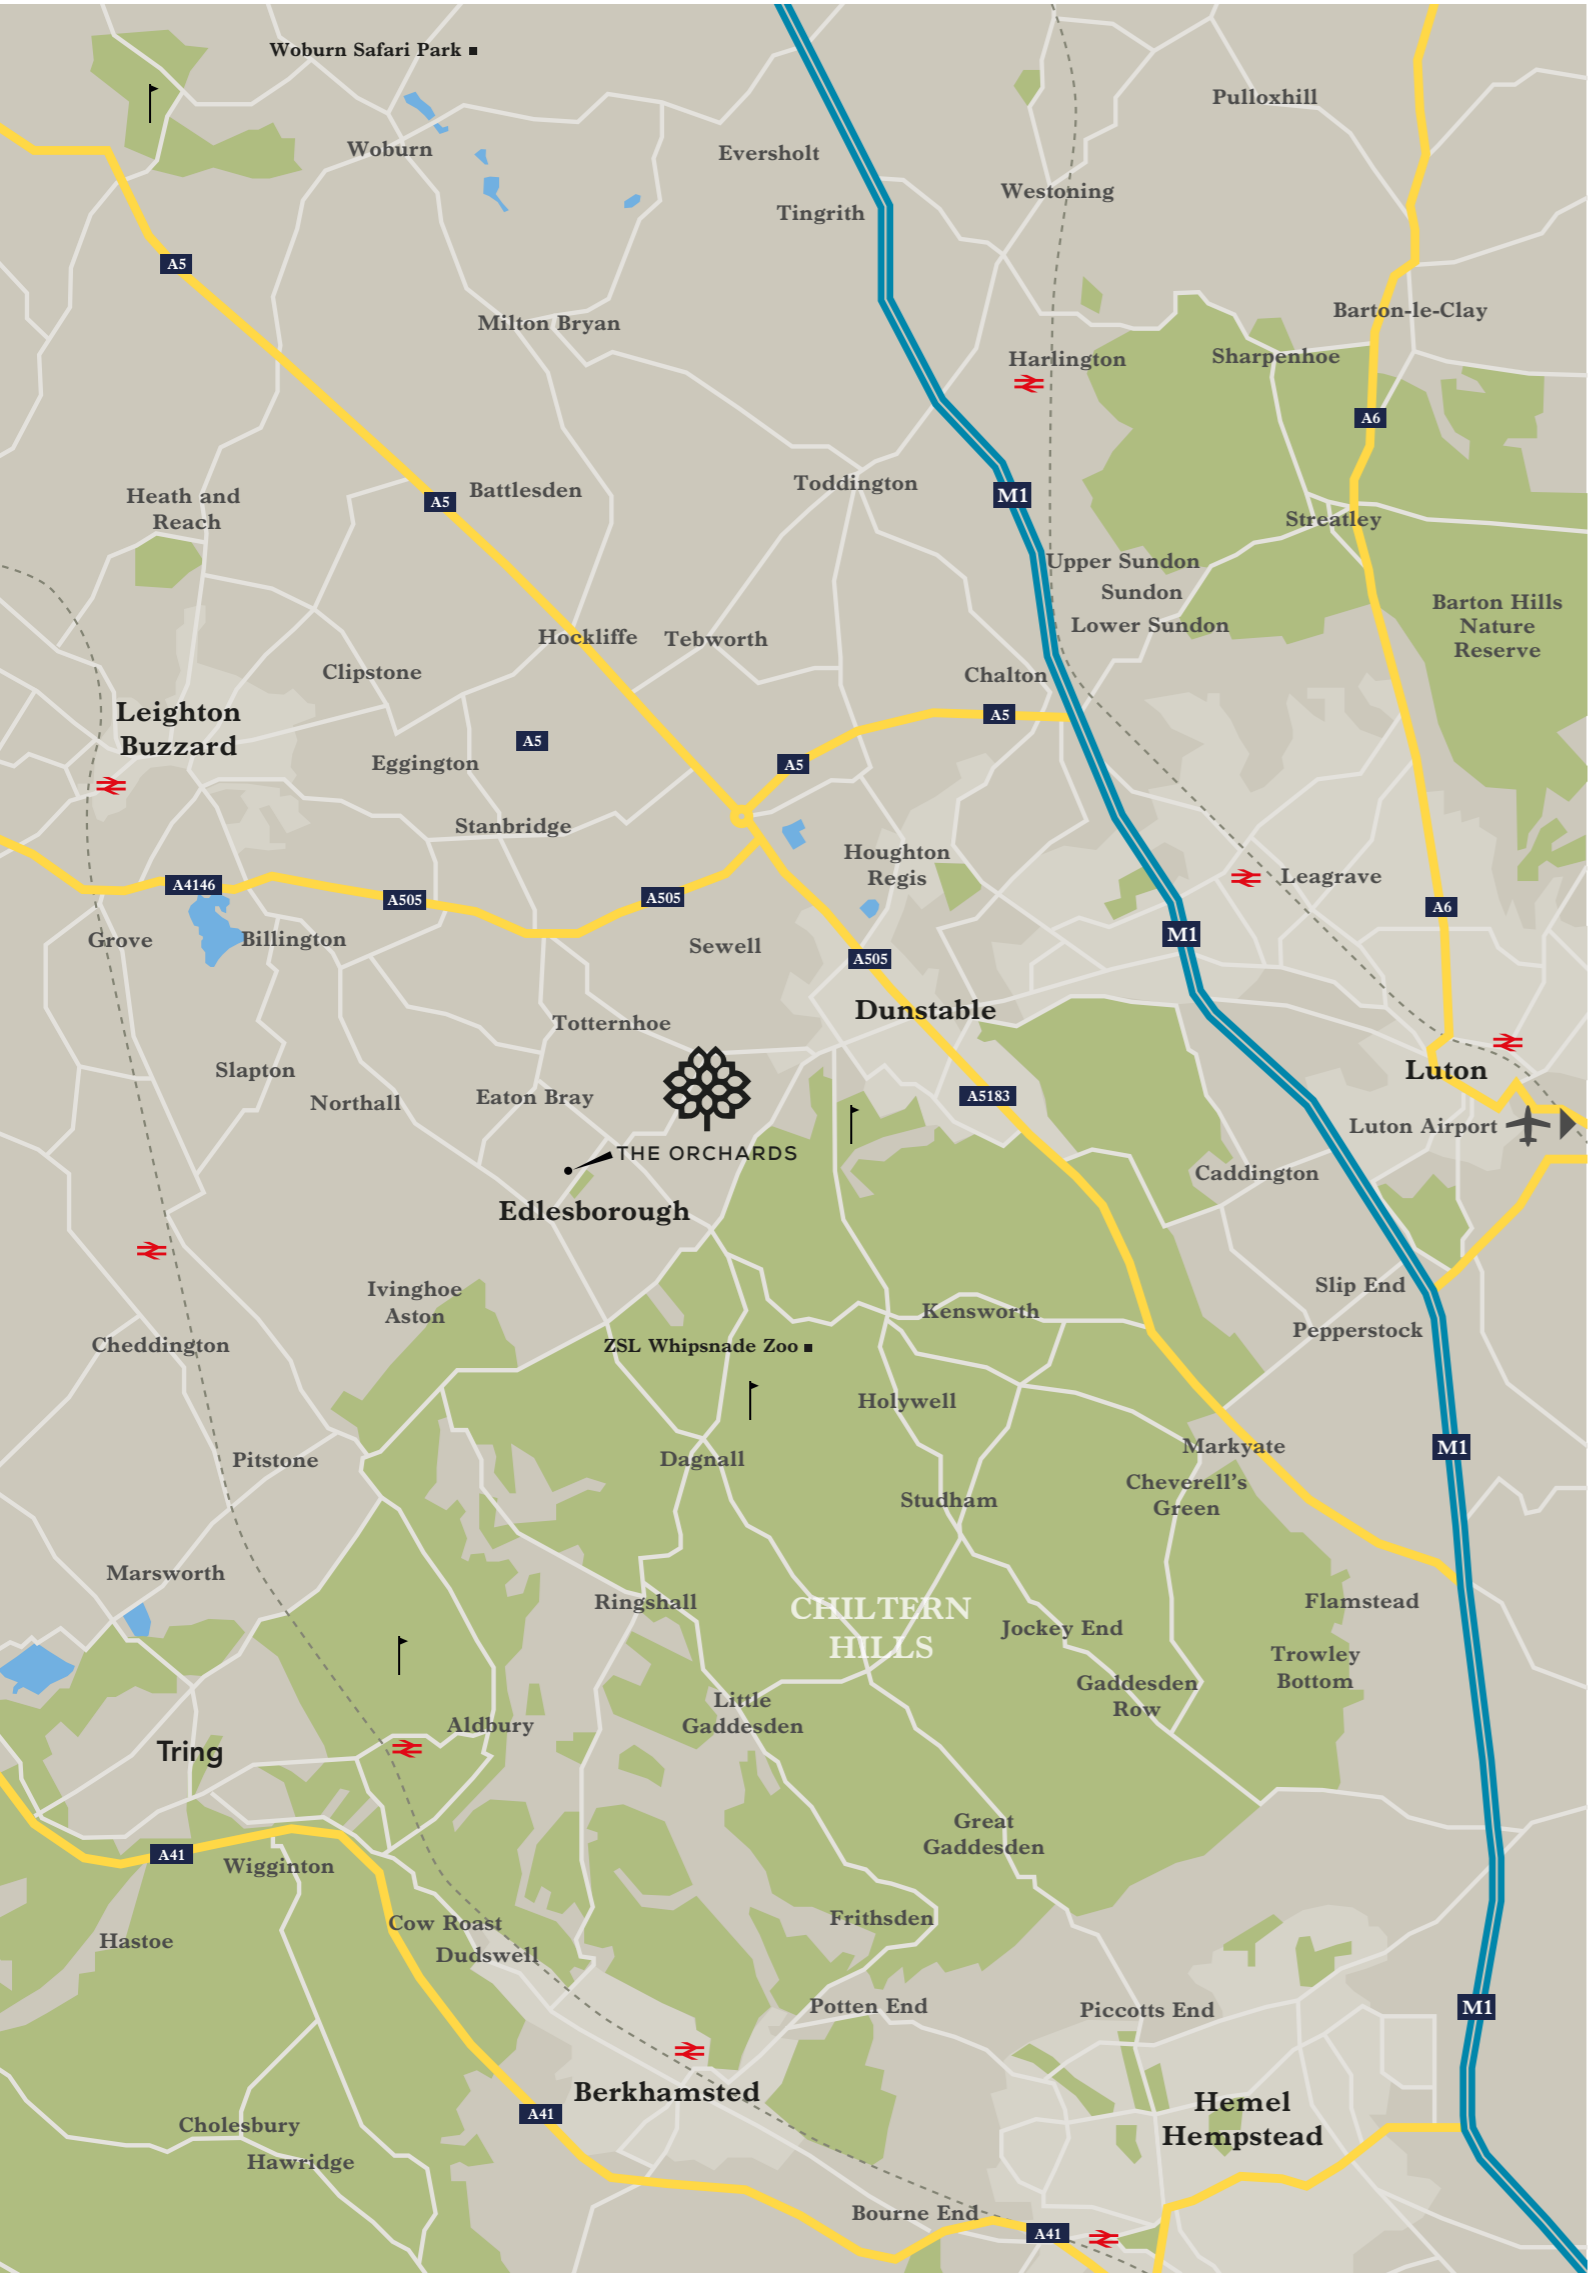 Woburn Safari Park
Pulloxhill
Woburn
Eversholt
Westoning
Tingrith
A5
Milton Bryan
Barton-le-Clay
Harlington
Sharpenhoe
A6
Toddington
Battlesden
A5
M1
Heath and
Reach
Streatley
Upper Sundon
Sundon
Lower Sundon
Barton Hills
Nature
Reserve
Hockliffe
Tebworth
Clipstone
Chalton
Leighton
Buzzard
A5
A5
Eggington
A5
Stanbridge
Houghton
Regis
Leagrave
A4146
A505
A505
A6
Grove
Billington
Sewell
M1
A505
Dunstable
Totternhoe
Slapton
Luton
Northall
Eaton Bray
A5183
Luton Airport
THE ORCHARDS
Caddington
Edlesborough
Ivinghoe
Aston
Slip End
Kensworth
Pepperstock
Cheddington
ZSL Whipsnade Zoo
Holywell
Markyate
M1
Pitstone
Dagnall
Cheverell's
Green
Studham
Marsworth
Ringshall
CHILTERN
HILLS
Flamstead
Jockey End
Trowley
Bottom
Gaddesden
Row
Little
Gaddesden
Aldbury
Tring
Great
Gaddesden
A41
Wigginton
Cow Roast
Frithsden
Hastoe
Dudswell
Potten End
Piccotts End
M1
Berkhamsted
A41
Hemel
Hempstead
Cholesbury
Hawridge
Bourne End
A41